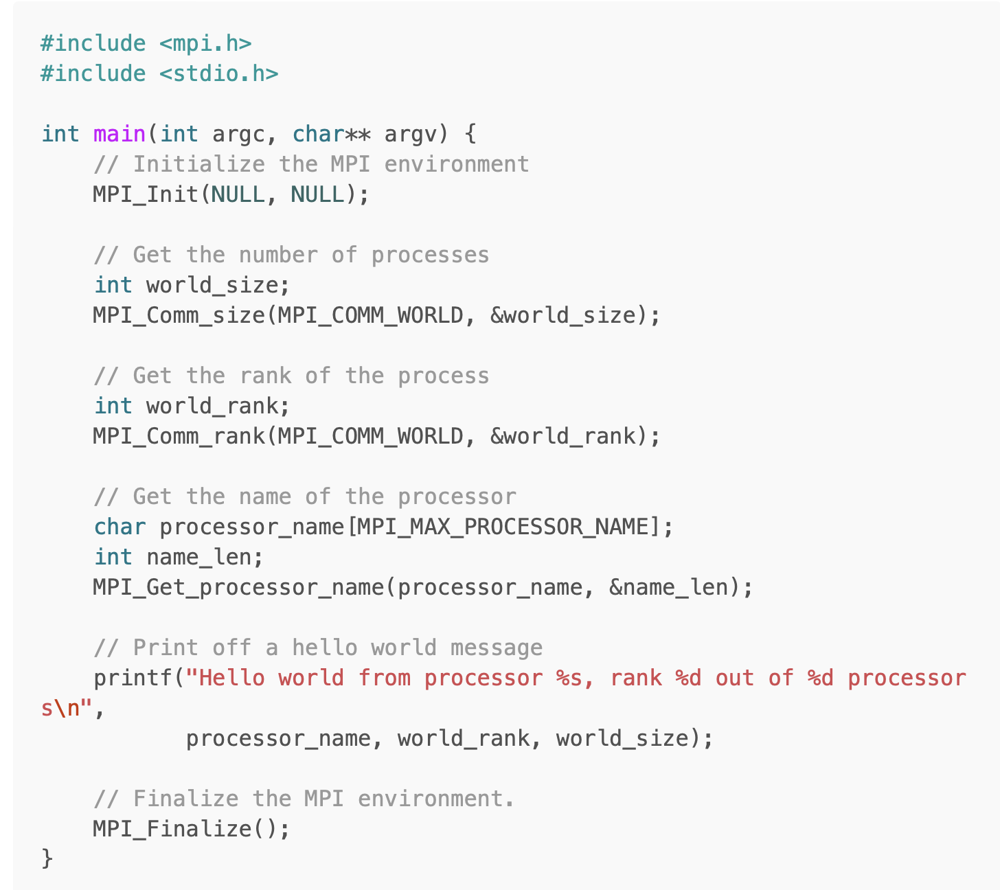 #include <mpi.h>
#include <stdio.h>

int main(int argc, char** argv) {
    // Initialize the MPI environment
    MPI_Init(NULL, NULL);

    // Get the number of processes
    int world_size;
    MPI_Comm_size(MPI_COMM_WORLD, &world_size);

    // Get the rank of the process
    int world_rank;
    MPI_Comm_rank(MPI_COMM_WORLD, &world_rank);

    // Get the name of the processor
    char processor_name[MPI_MAX_PROCESSOR_NAME];
    int name_len;
    MPI_Get_processor_name(processor_name, &name_len);

    // Print off a hello world message
    printf("Hello world from processor %s, rank %d out of %d processor
s\n",
           processor_name, world_rank, world_size);

    // Finalize the MPI environment.
    MPI_Finalize();
}